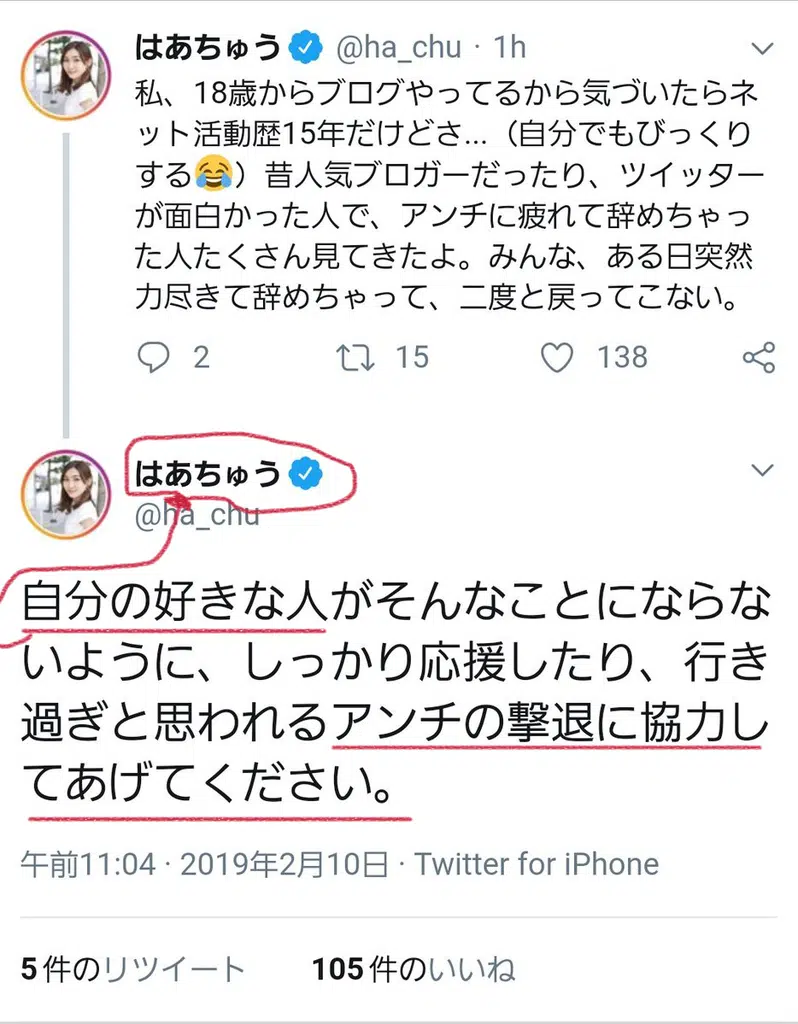 はあちゅう @ha_chu · 1h
私、18歳からブログやってるから気づいたらネ
ット活動歴15年だけどさ...（自分でもびっくり
する😂）昔人気ブロガーだったり、ツイッター
が面白かった人で、アンチに疲れて辞めちゃっ
た人たくさん見てきたよ。みんな、ある日突然
力尽きて辞めちゃって、二度と戻ってこない。
2 15 138
はあちゅう
@ha_chu
自分の好きな人がそんなことにならな
いように、しっかり応援したり、行き
過ぎと思われるアンチの撃退に協力し
てあげてください。
午前11:04 · 2019年2月10日 · Twitter for iPhone
5件のリツイート 105件のいいね